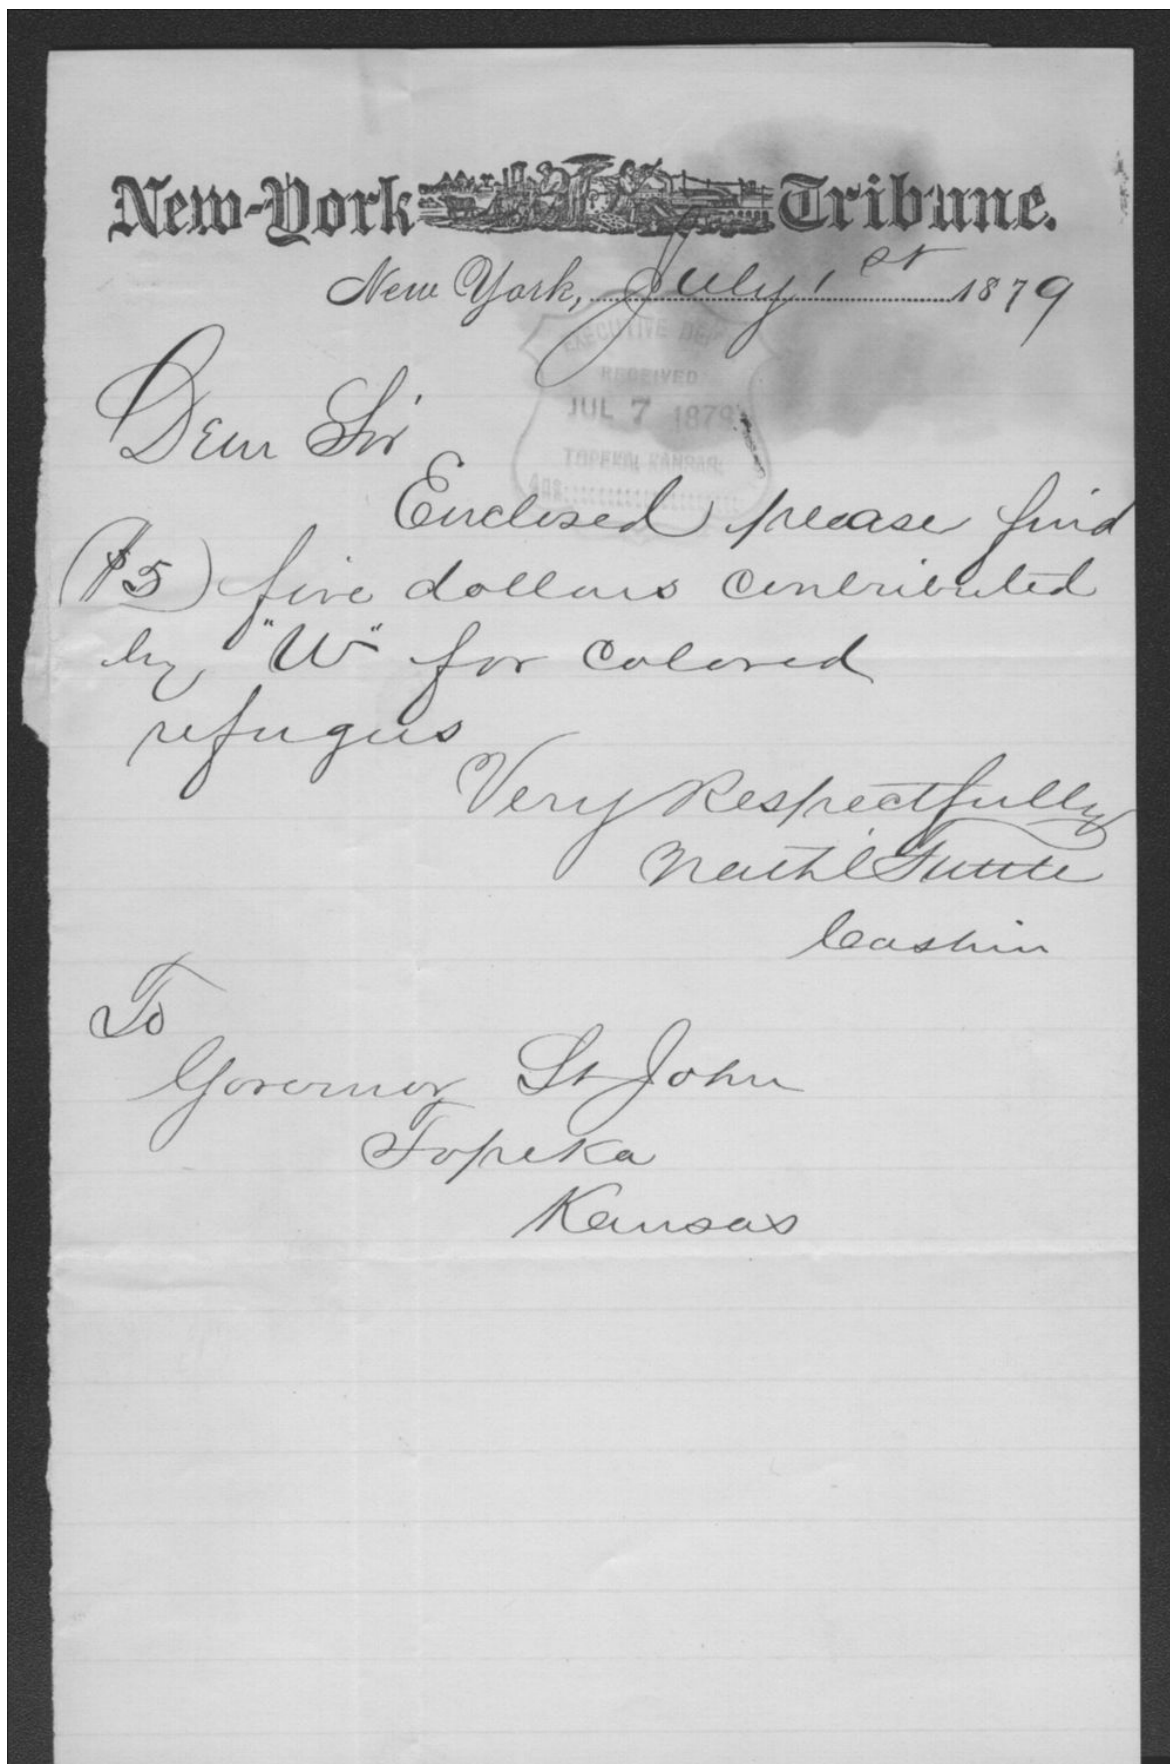 New-York Tribune.
New York, July 1st 1879
EXECUTIVE DEPT
RECEIVED
JUL 7 1879
TOPEKA, KANSAS.
Dear Sir
Enclosed please find
($5) five dollars contributed
by "W" for colored
refugees
Very Respectfully
Nath'l Tuttle
Cashier
To
Governor St John
Topeka
Kansas